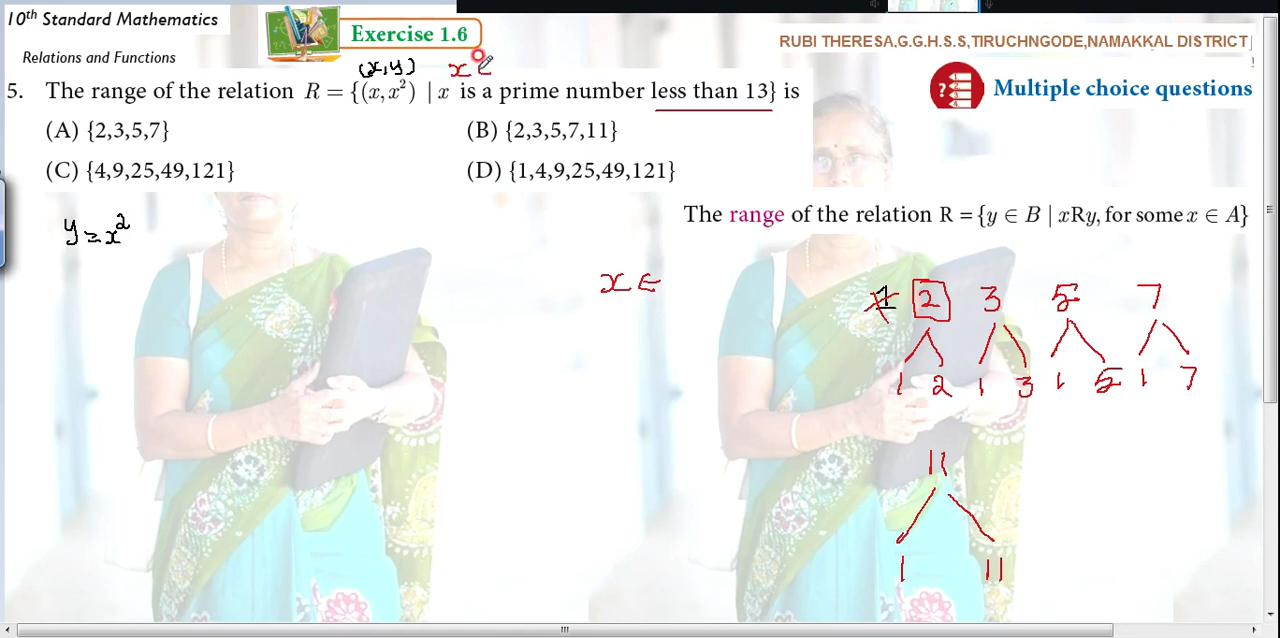 10th Standard Mathematics
Relations and Functions
Exercise 1.6
RUBI THERESA,G.G.H.S.S,TIRUCHNGODE,NAMAKKAL DISTRICT
Multiple choice questions
(x,y) x ∈
5. The range of the relation R = {(x, x²) | x is a prime number less than 13} is
(A) {2,3,5,7}
(B) {2,3,5,7,11}
(C) {4,9,25,49,121}
(D) {1,4,9,25,49,121}
y = x²
The range of the relation R = {y ∈ B | xRy, for some x ∈ A}
x ∈
1 2 3 5 7
1 2 1 3 1 5 1 7
11
1 11